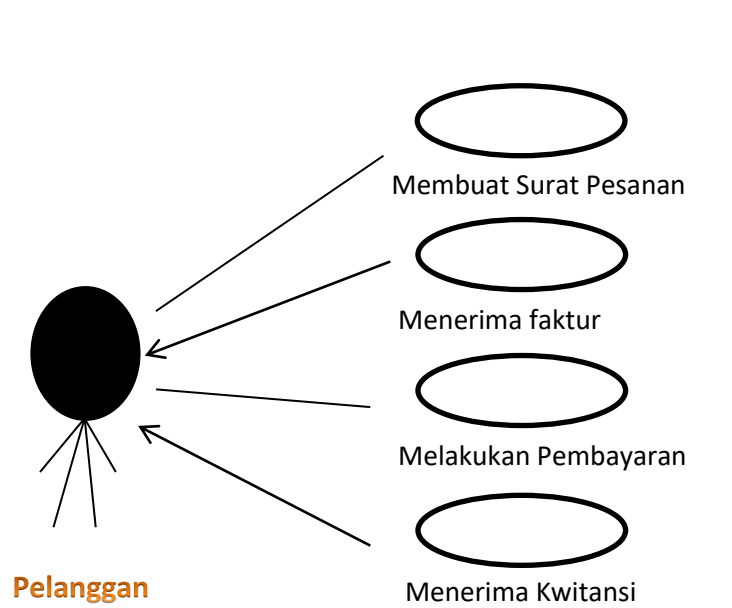 Membuat Surat Pesanan
Menerima faktur
Melakukan Pembayaran
Pelanggan
Menerima Kwitansi